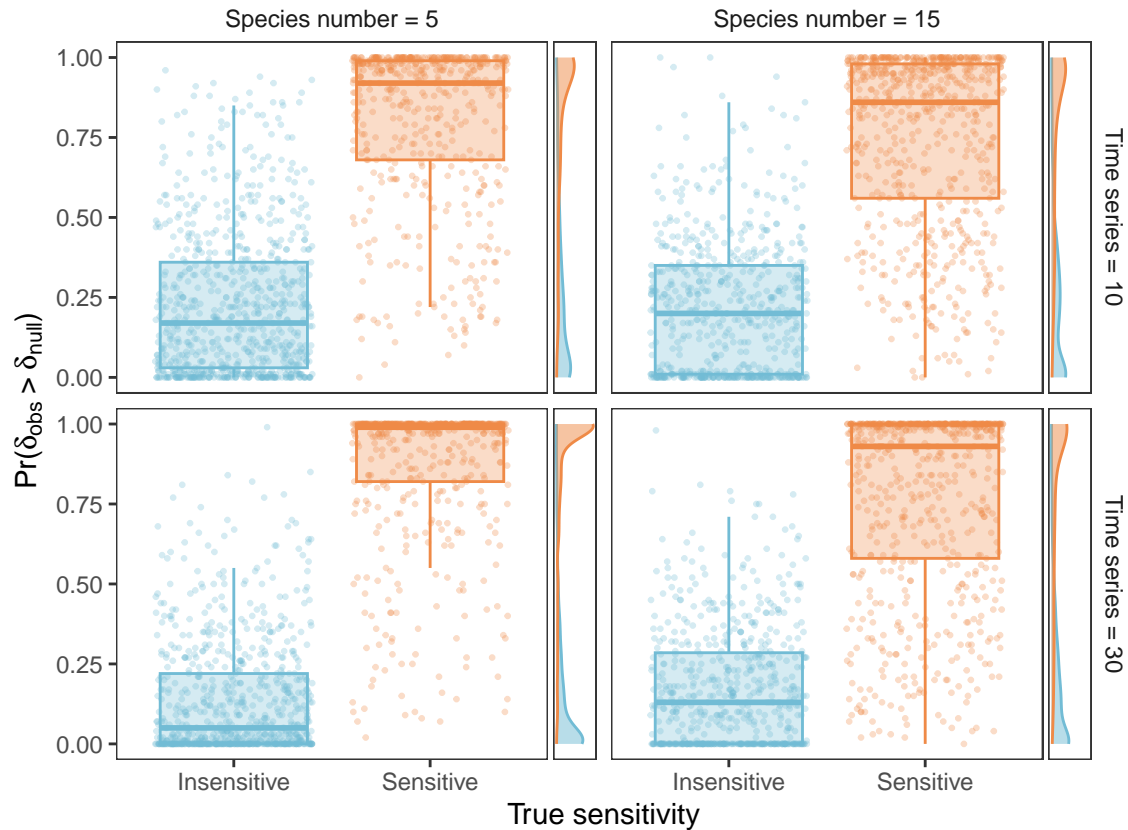 Species number = 5
Species number = 15
Pr(δobs > δnull)
1.00
0.75
0.50
0.25
0.00
Time series = 10
1.00
0.75
0.50
0.25
0.00
Time series = 30
Insensitive
Sensitive
Insensitive
Sensitive
True sensitivity